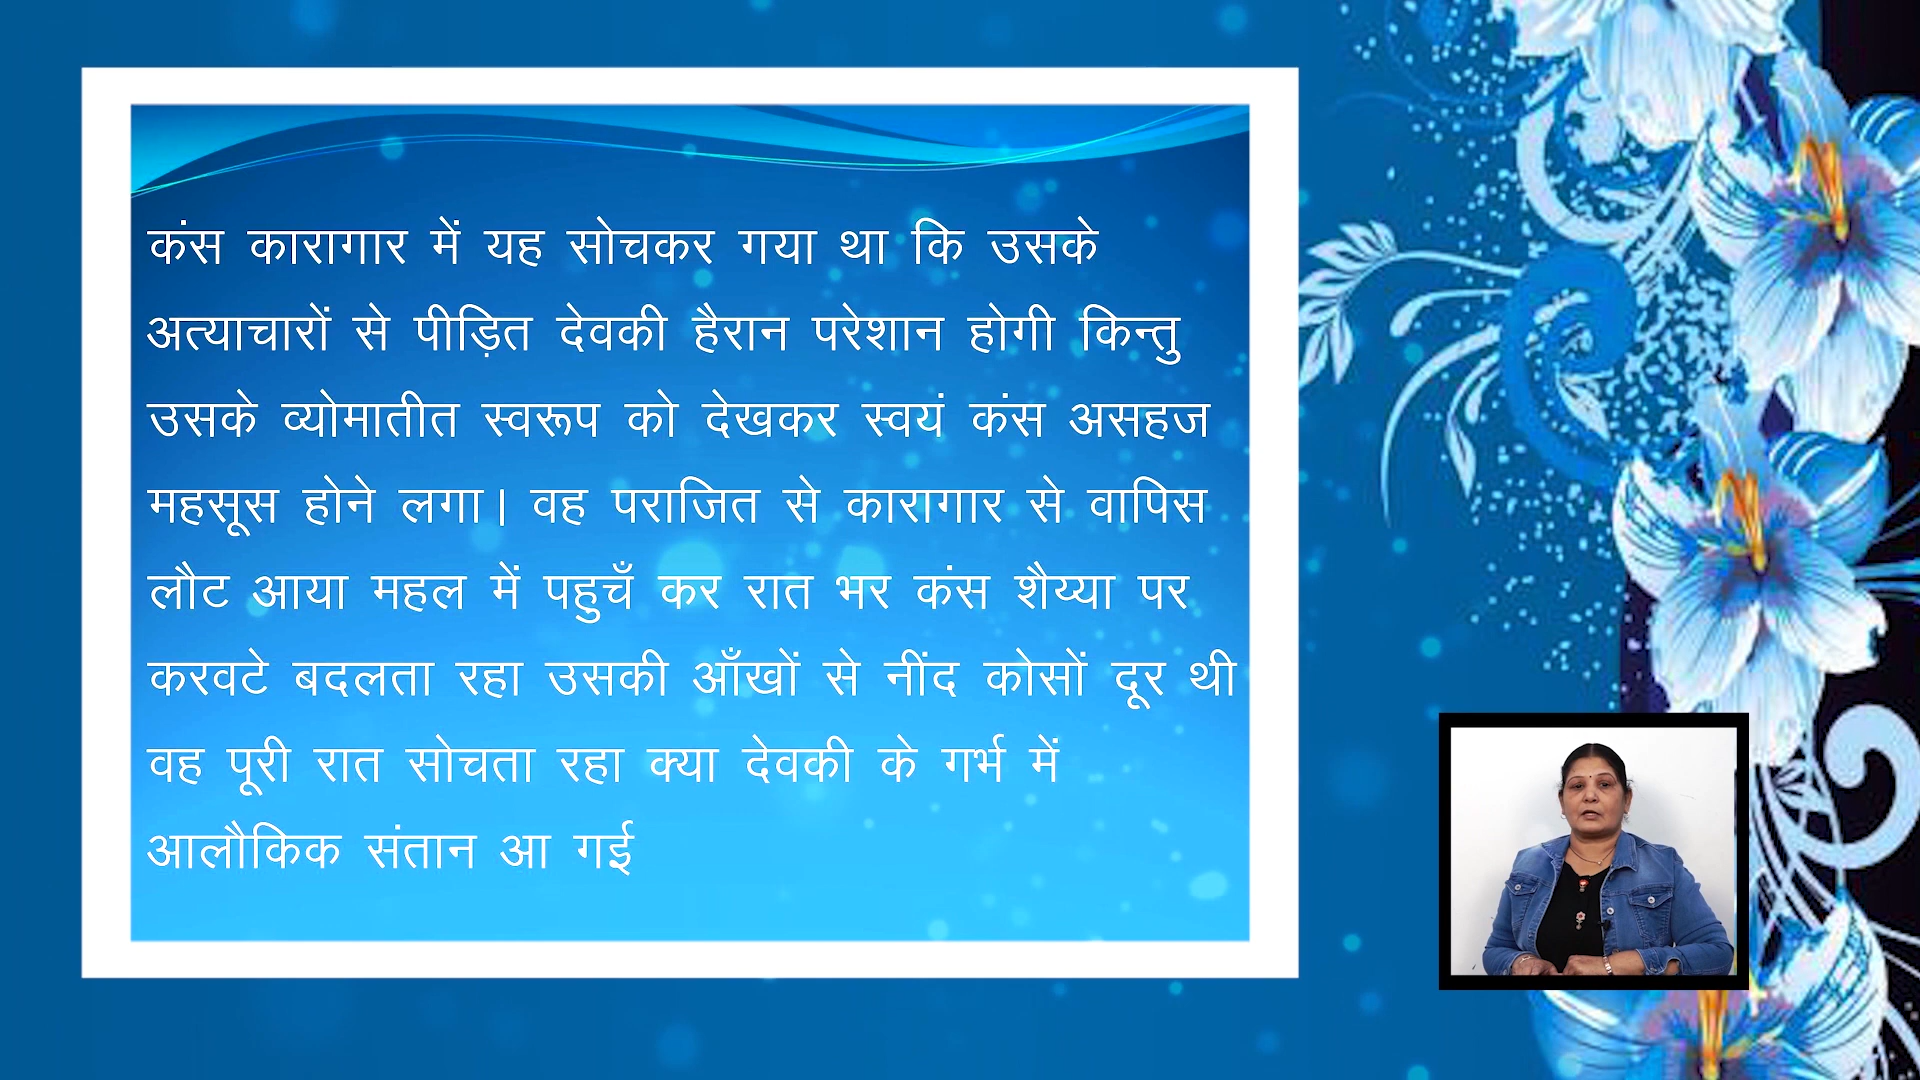 कंस कारागार में यह सोचकर गया था कि उसके
अत्याचारों से पीड़ित देवकी हैरान परेशान होगी किन्तु
उसके व्योमातीत स्वरूप को देखकर स्वयं कंस असहज
महसूस होने लगा। वह पराजित से कारागार से वापिस
लौट आया महल में पहुचँ कर रात भर कंस शैय्या पर
करवटे बदलता रहा उसकी आँखों से नींद कोसों दूर थी
वह पूरी रात सोचता रहा क्या देवकी के गर्भ में
आलौकिक संतान आ गई